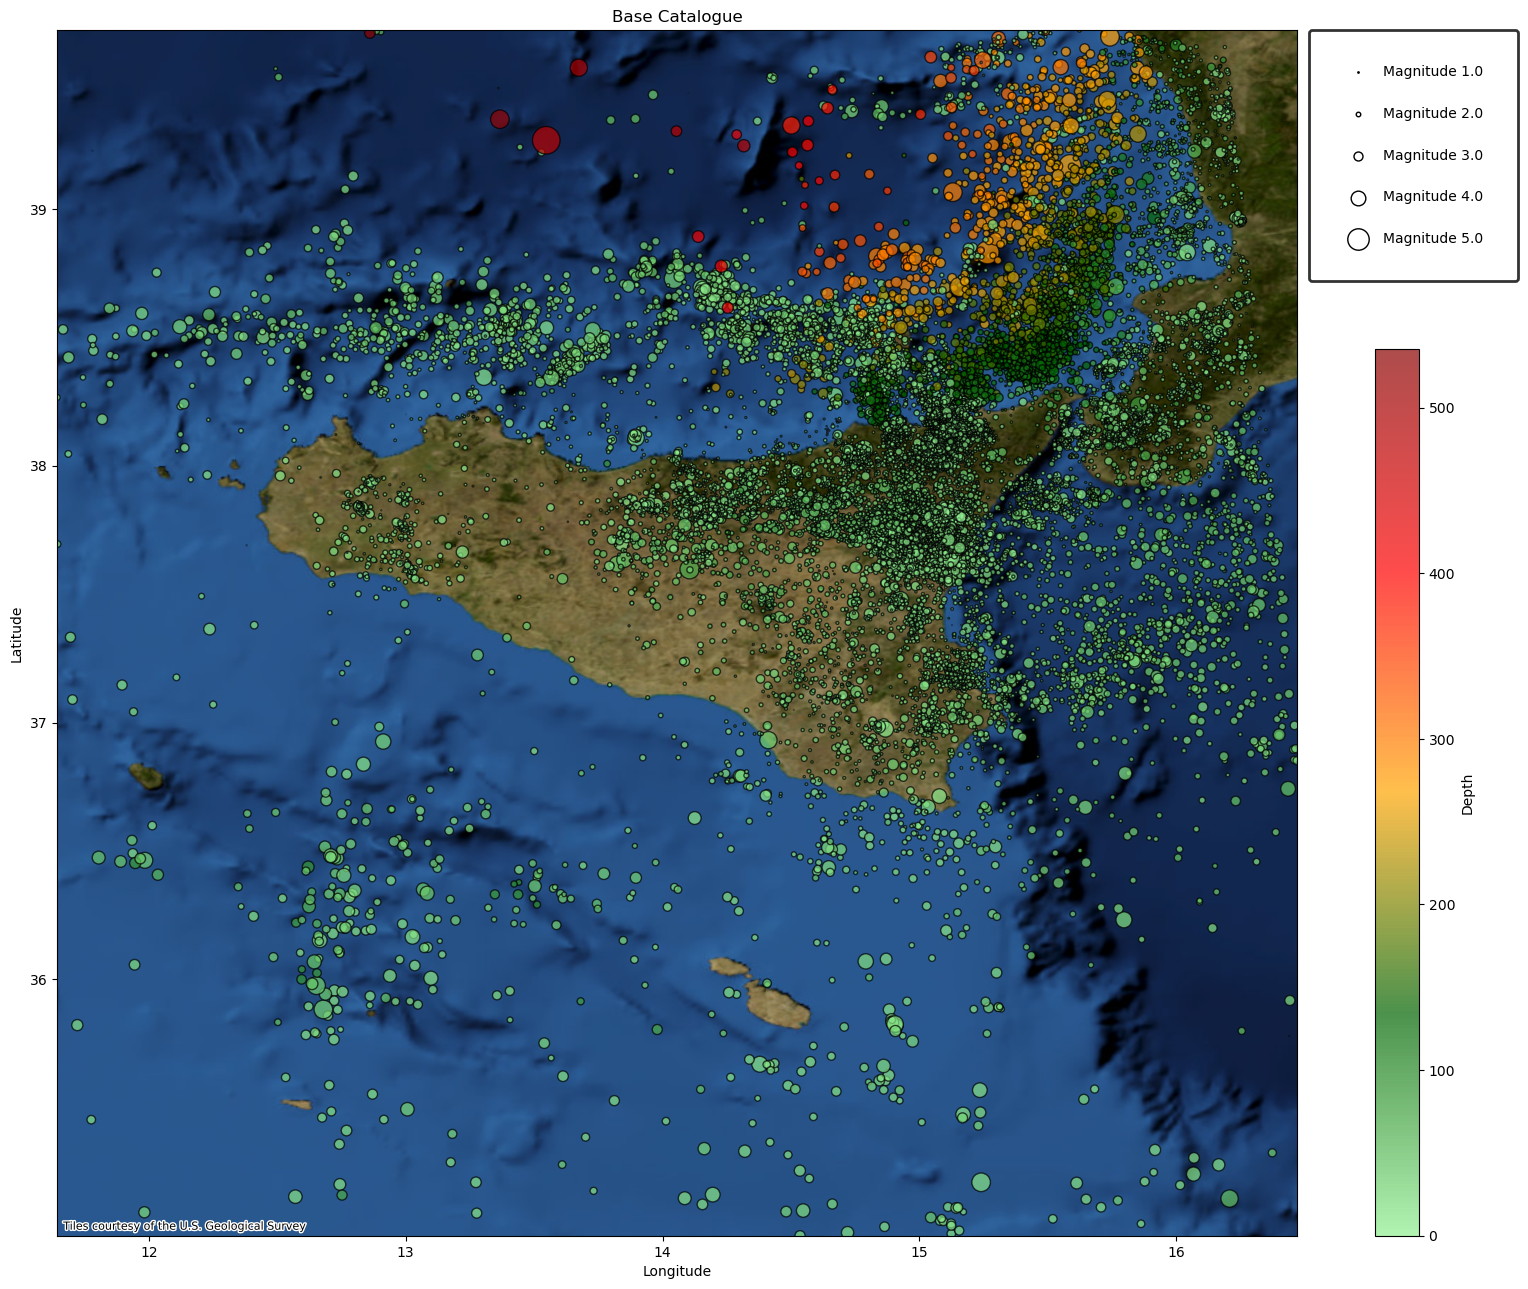 Base Catalogue
Magnitude 1.0
Magnitude 2.0
Magnitude 3.0
Magnitude 4.0
Magnitude 5.0
39
38
37
36
Latitude
12
13
14
15
16
Longitude
Tiles courtesy of the U.S. Geological Survey
500
400
300
200
100
0
Depth